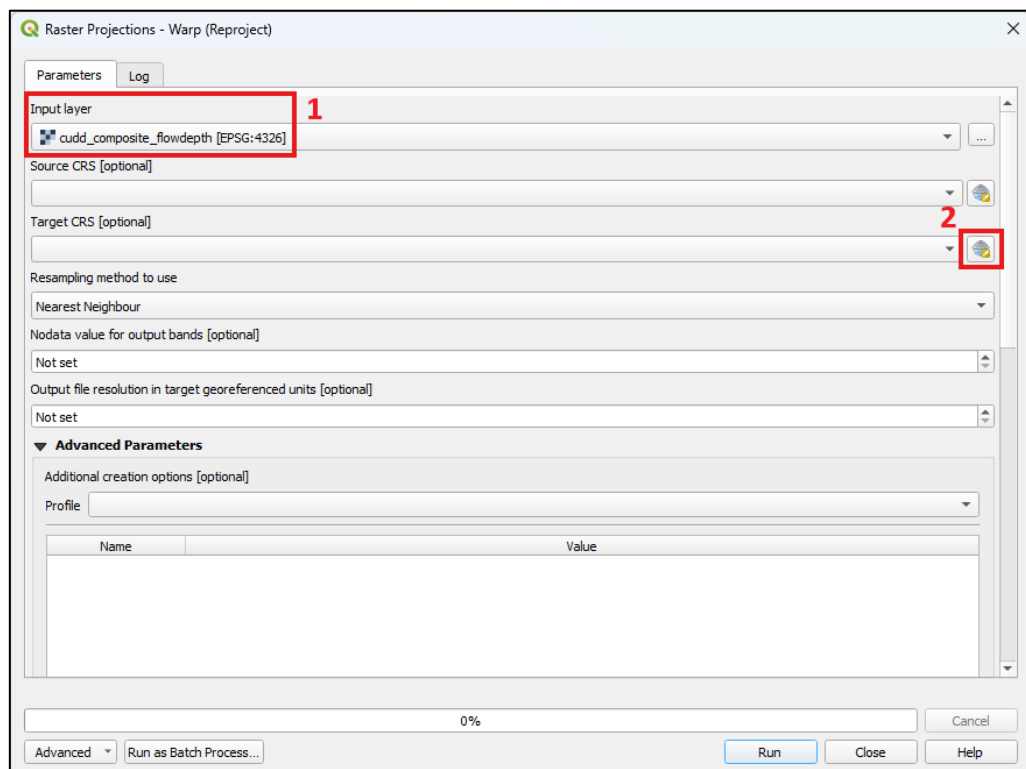 Raster Projections - Warp (Reproject)
Parameters
Log
Input layer
1
cudd_composite_flowdepth [EPSG:4326]
...
Source CRS [optional]
Target CRS [optional]
2
Resampling method to use
Nearest Neighbour
Nodata value for output bands [optional]
Not set
Output file resolution in target georeferenced units [optional]
Not set
Advanced Parameters
Additional creation options [optional]
Profile
Name Value
0%
Cancel
Advanced
Run as Batch Process...
Run
Close
Help